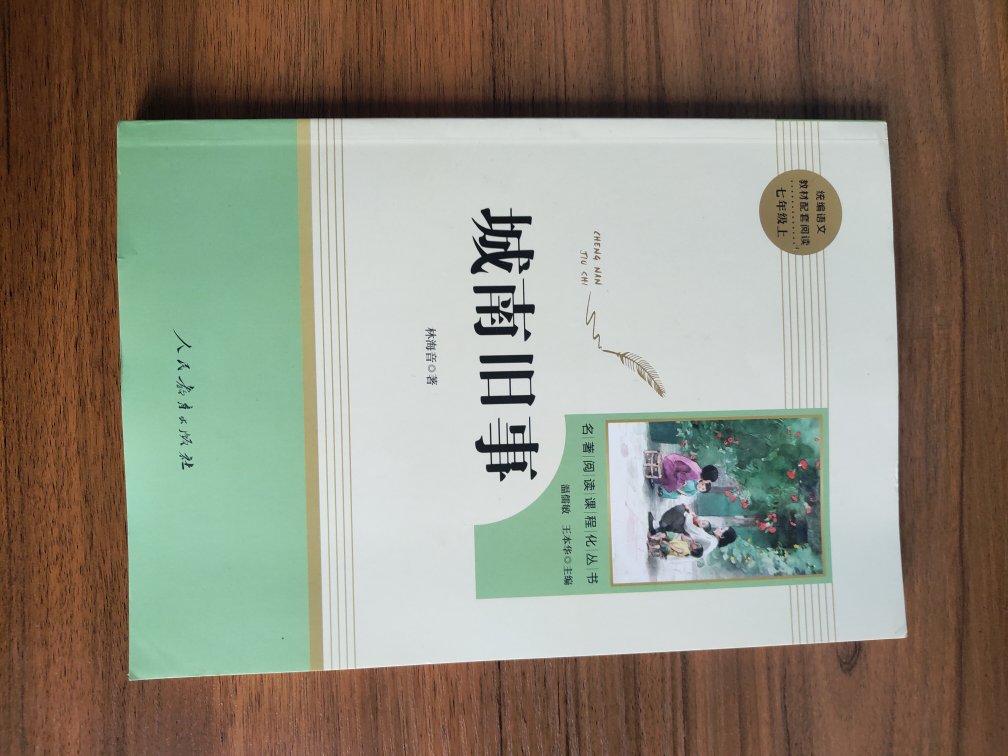 统编语文
教材配套阅读
七年级上
名著阅读课程化丛书
温儒敏 王本华◎主编
CHENG NAN
JIU CHI
城南旧事
林海音◎著
人民教育出版社